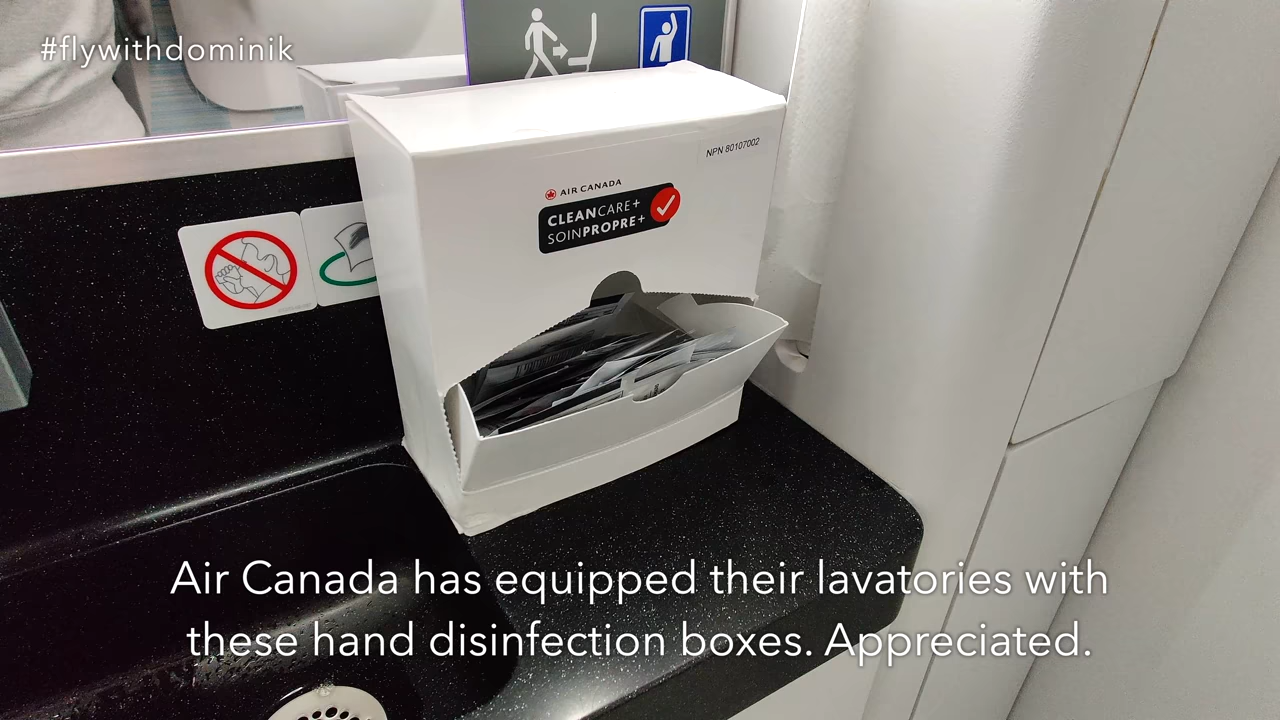 #flywithdominik
NPN 80107002
AIR CANADA
CLEANCARE+
SOINPROPRE+
Air Canada has equipped their lavatories with
these hand disinfection boxes. Appreciated.